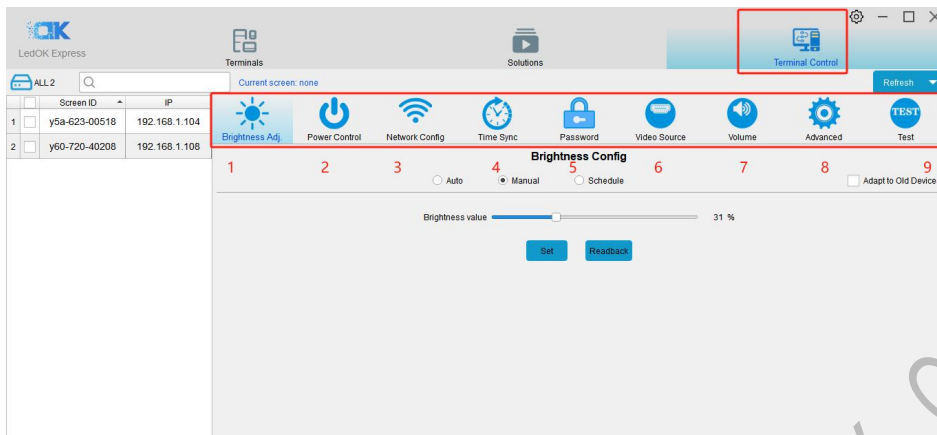 LedOK Express
Terminals
Solutions
Terminal Control
ALL 2
Current screen: none
Refresh
Screen ID IP
1 y5a-623-00518 192.168.1.104
2 y60-720-40208 192.168.1.108
Brightness Adj. Power Control Network Config Time Sync Password Video Source Volume Advanced TEST Test
Brightness Config
1 2 3 4 5 6 7 8 9
Auto Manual Schedule Adapt to Old Device
Brightness value 31 %
Set Readback